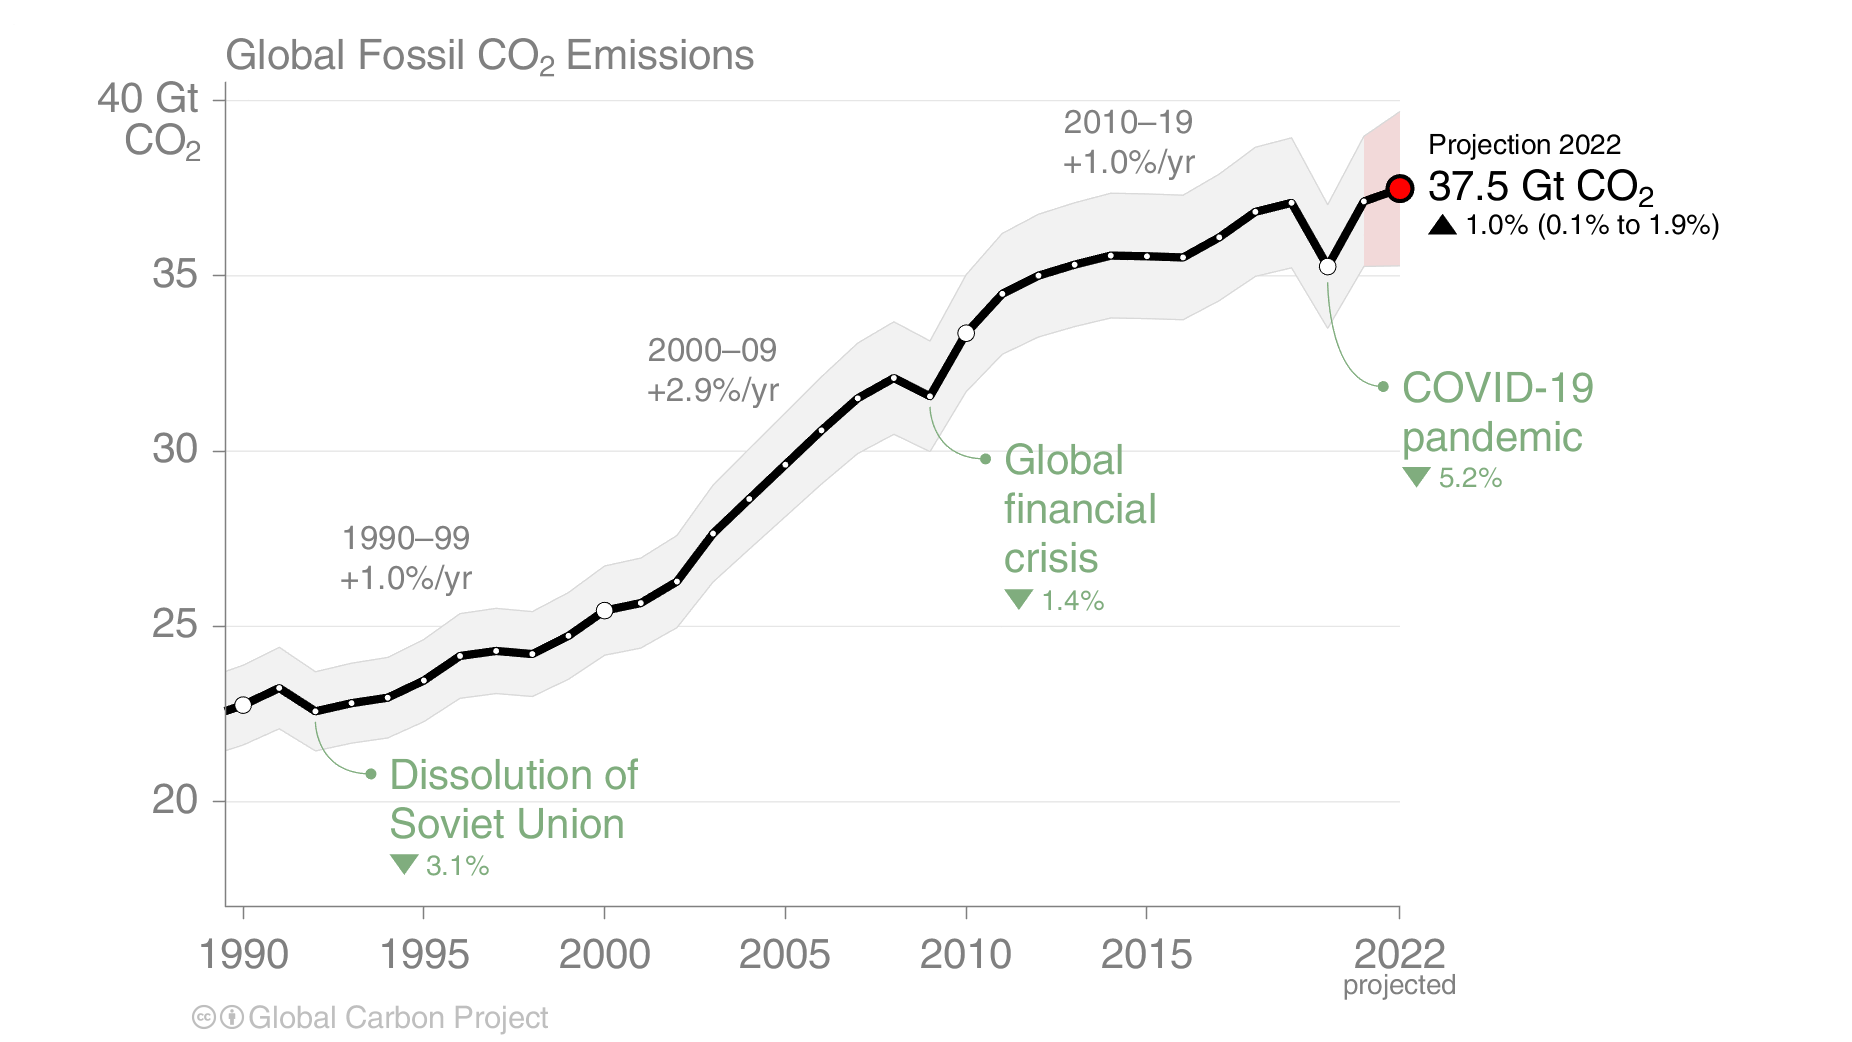 Global Fossil CO₂ Emissions
40 Gt
CO₂
35
30
25
20
2010–19
+1.0%/yr
Projection 2022
37.5 Gt CO₂
▲ 1.0% (0.1% to 1.9%)
2000–09
+2.9%/yr
COVID-19
pandemic
▼ 5.2%
Global
financial
crisis
▼ 1.4%
1990–99
+1.0%/yr
Dissolution of
Soviet Union
▼ 3.1%
1990 1995 2000 2005 2010 2015 2022
projected
cc Global Carbon Project